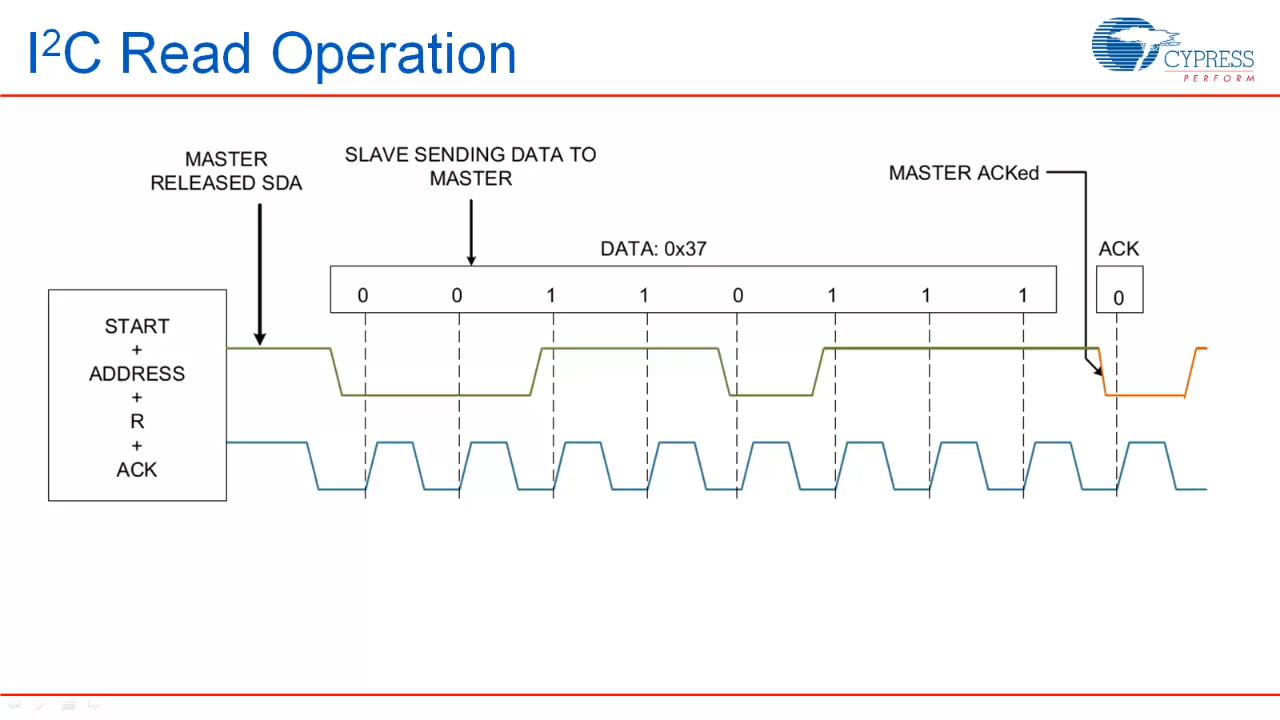 I²C Read Operation
CYPRESS
PERFORM
MASTER
RELEASED SDA
SLAVE SENDING DATA TO
MASTER
MASTER ACKed
DATA: 0x37
ACK
0 0 1 1 0 1 1 1
0
START
+
ADDRESS
+
R
+
ACK